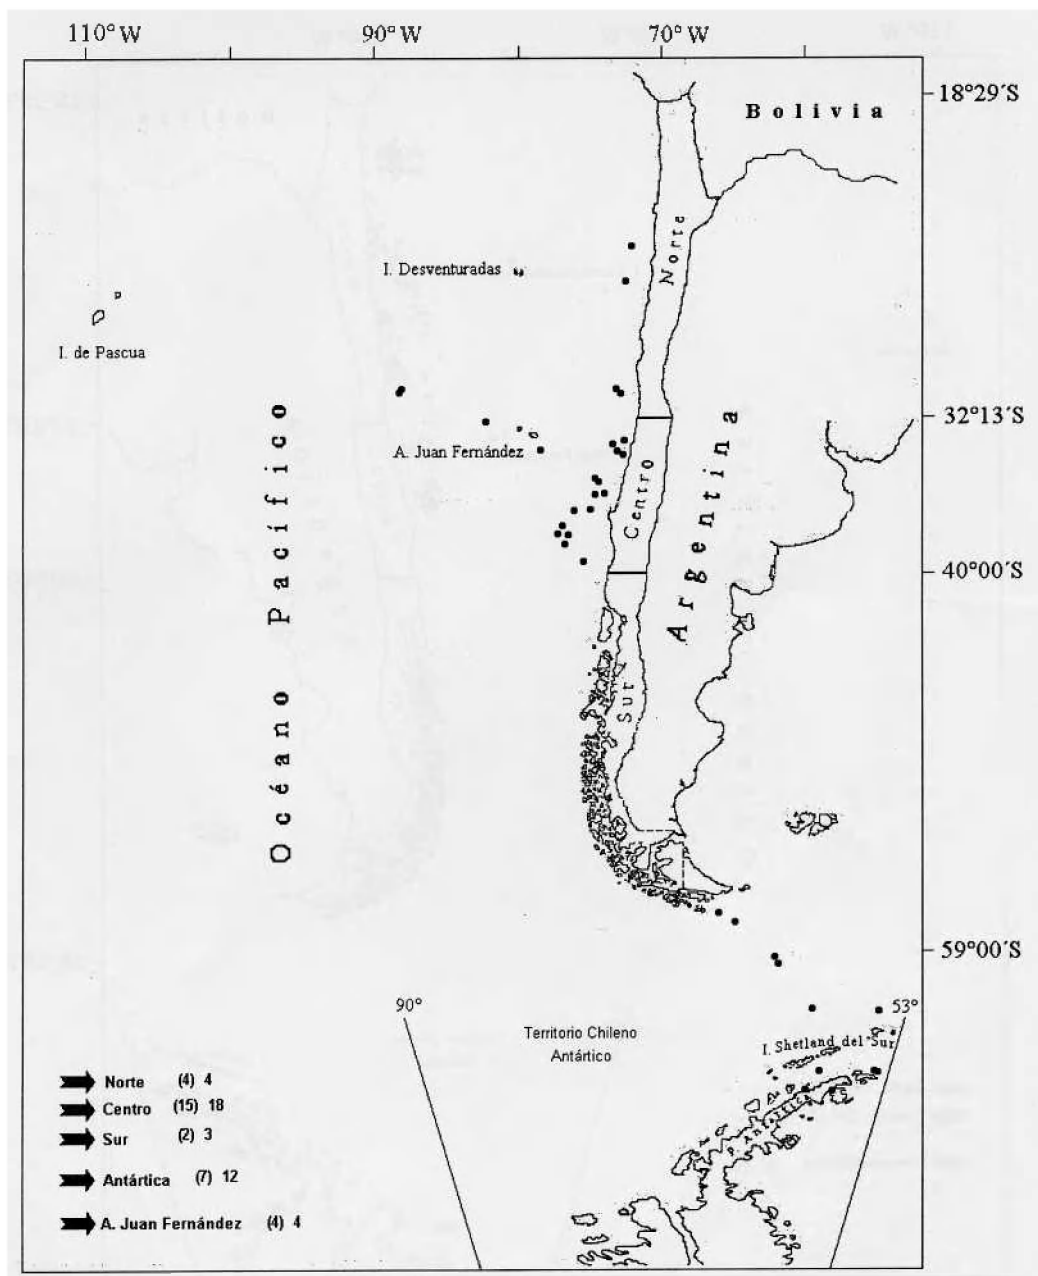 110° W 90° W 70° W
18°29´S
Bolivia
Norte
I. Desventuradas
I. de Pascua
32°13´S
A. Juan Fernández
Centro
Argentina
Océano Pacífico
40°00´S
Sur
59°00´S
90° 53°
Territorio Chileno
Antártico
I. Shetland del Sur
Norte (4) 4
Centro (15) 18
Sur (2) 3
Antártica (7) 12
A. Juan Fernández (4) 4